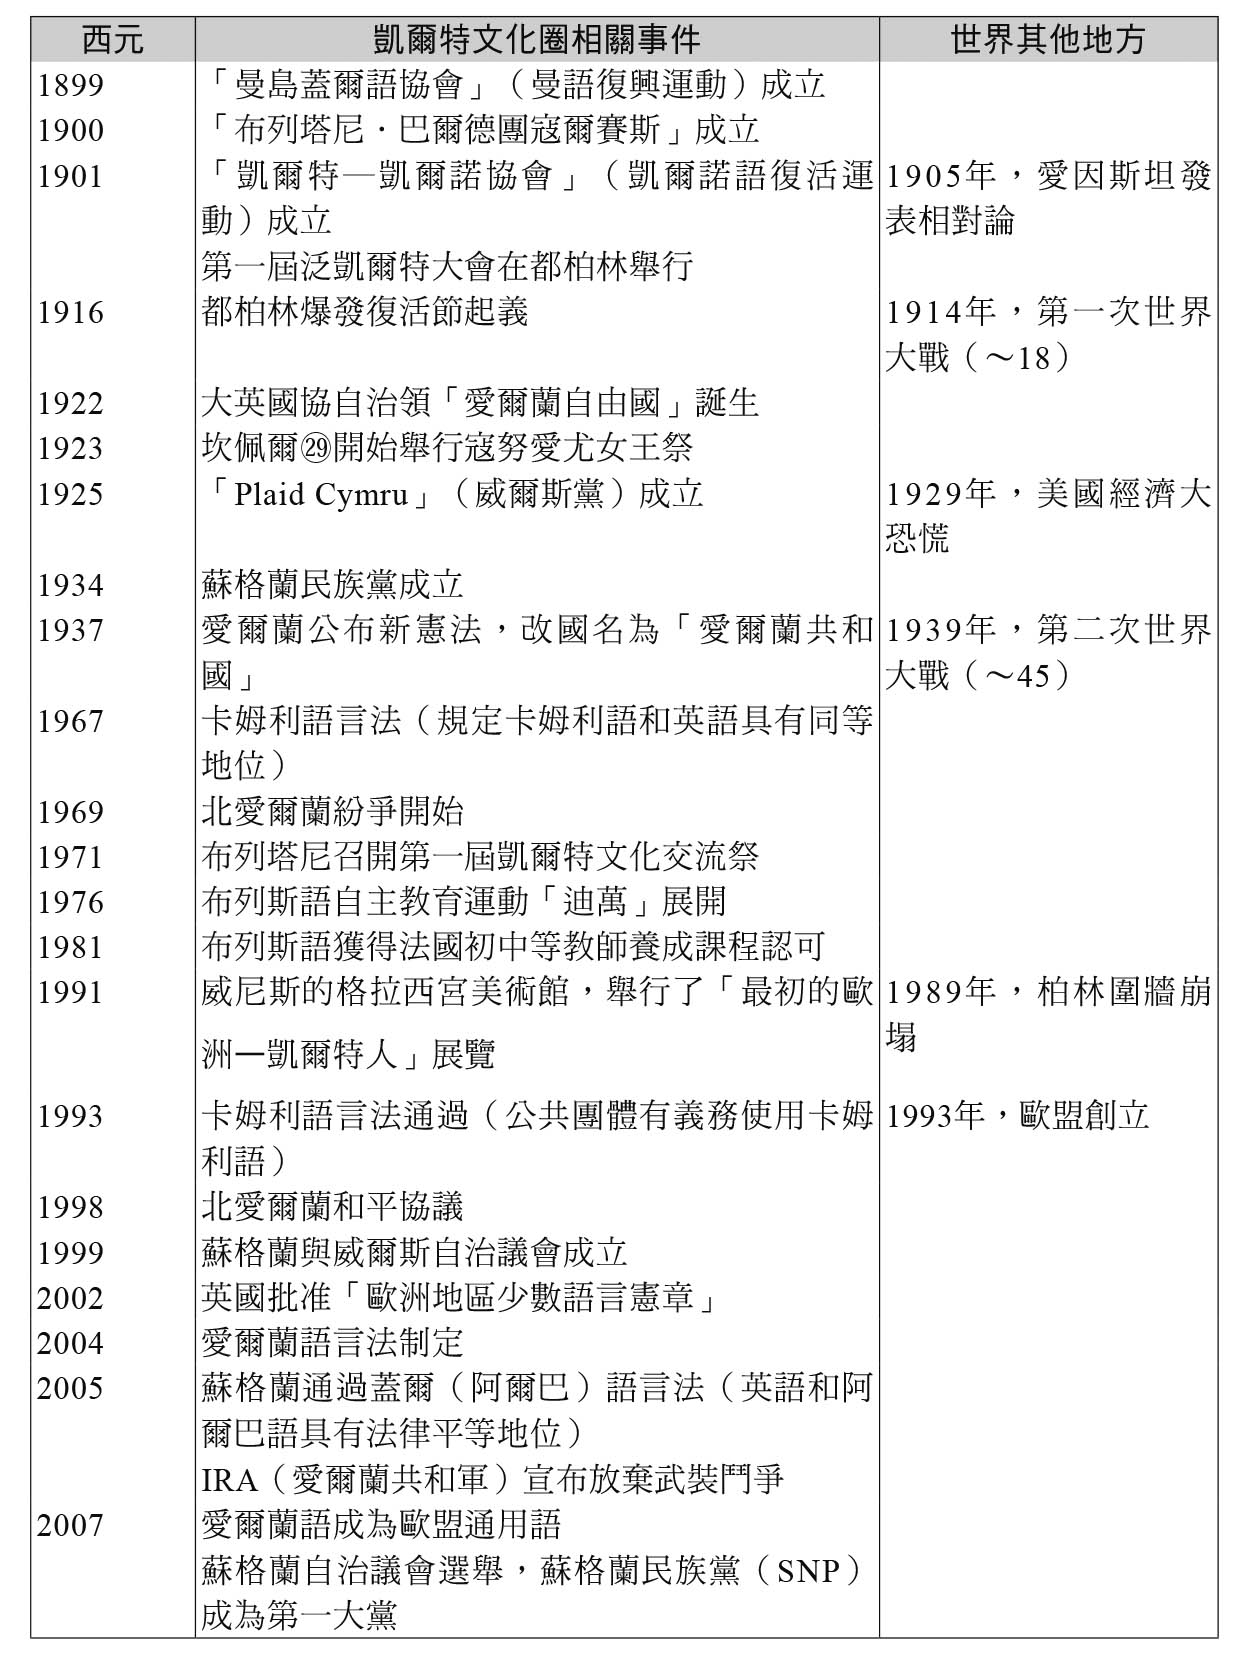 西元 凱爾特文化圈相關事件 世界其他地方
1899 「曼島蓋爾語協會」（曼語復興運動）成立
1900 「布列塔尼・巴爾德團寇爾賽斯」成立
1901 「凱爾特—凱爾諾協會」（凱爾諾語復活運 1905年，愛因斯坦發
動）成立 表相對論
第一屆泛凱爾特大會在都柏林舉行
1916 都柏林爆發復活節起義 1914年，第一次世界
大戰（～18）
1922 大英國協自治領「愛爾蘭自由國」誕生
1923 坎佩爾㉙開始舉行寇努愛尤女王祭
1925 「Plaid Cymru」（威爾斯黨）成立 1929年，美國經濟大
恐慌
1934 蘇格蘭民族黨成立
1937 愛爾蘭公布新憲法，改國名為「愛爾蘭共和 1939年，第二次世界
國」 大戰（～45）
1967 卡姆利語言法（規定卡姆利語和英語具有同等
地位）
1969 北愛爾蘭紛爭開始
1971 布列塔尼召開第一屆凱爾特文化交流祭
1976 布列斯語自主教育運動「迪萬」展開
1981 布列斯語獲得法國初中等教師養成課程認可
1991 威尼斯的格拉西宮美術館，舉行了「最初的歐 1989年，柏林圍牆崩
洲—凱爾特人」展覽 塌
1993 卡姆利語言法通過（公共團體有義務使用卡姆 1993年，歐盟創立
利語）
1998 北愛爾蘭和平協議
1999 蘇格蘭與威爾斯自治議會成立
2002 英國批准「歐洲地區少數語言憲章」
2004 愛爾蘭語言法制定
2005 蘇格蘭通過蓋爾（阿爾巴）語言法（英語和阿
爾巴語具有法律平等地位）
IRA（愛爾蘭共和軍）宣布放棄武裝鬥爭
2007 愛爾蘭語成為歐盟通用語
蘇格蘭自治議會選舉，蘇格蘭民族黨（SNP）
成為第一大黨